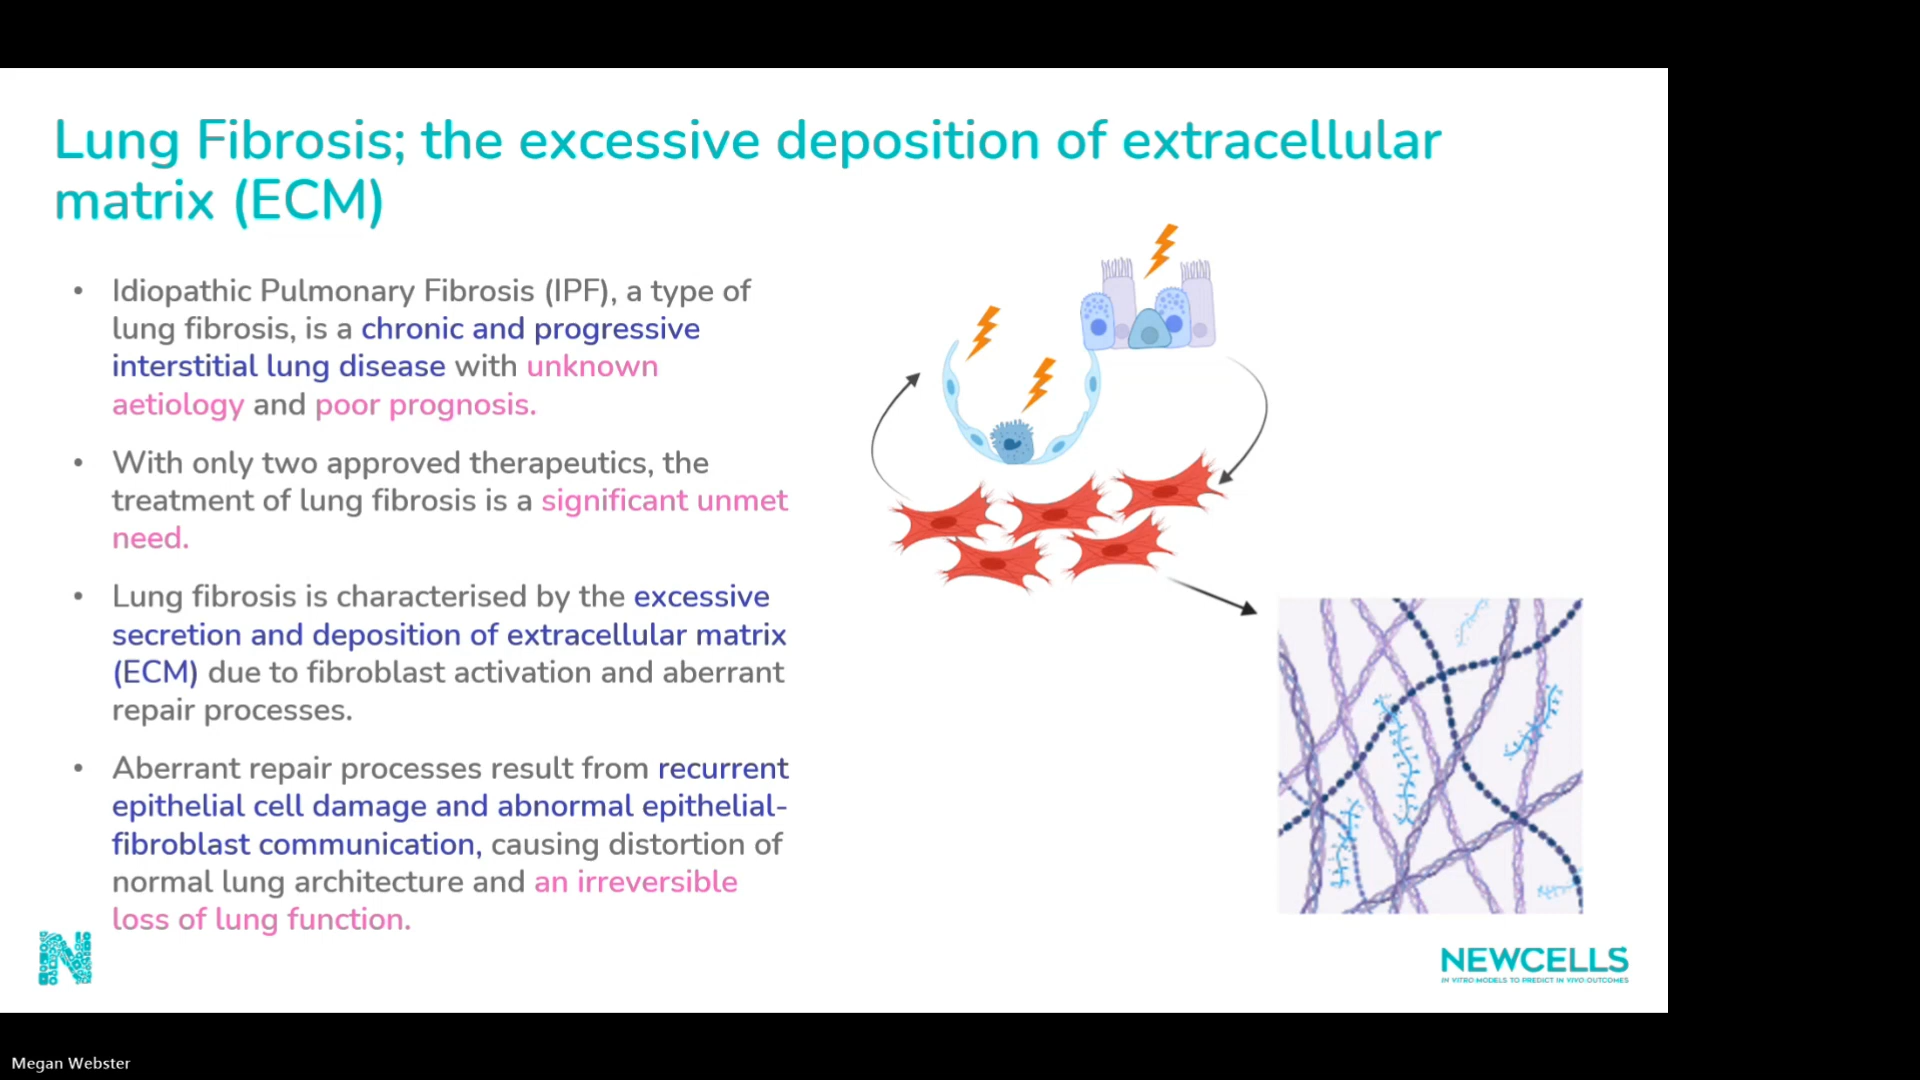 Lung Fibrosis; the excessive deposition of extracellular
matrix (ECM)
• Idiopathic Pulmonary Fibrosis (IPF), a type of
lung fibrosis, is a chronic and progressive
interstitial lung disease with unknown
aetiology and poor prognosis.
• With only two approved therapeutics, the
treatment of lung fibrosis is a significant unmet
need.
• Lung fibrosis is characterised by the excessive
secretion and deposition of extracellular matrix
(ECM) due to fibroblast activation and aberrant
repair processes.
• Aberrant repair processes result from recurrent
epithelial cell damage and abnormal epithelial-
fibroblast communication, causing distortion of
normal lung architecture and an irreversible
loss of lung function.
N
NEWCELLS
IN VITRO MODELS TO PREDICT IN VIVO OUTCOMES
Megan Webster